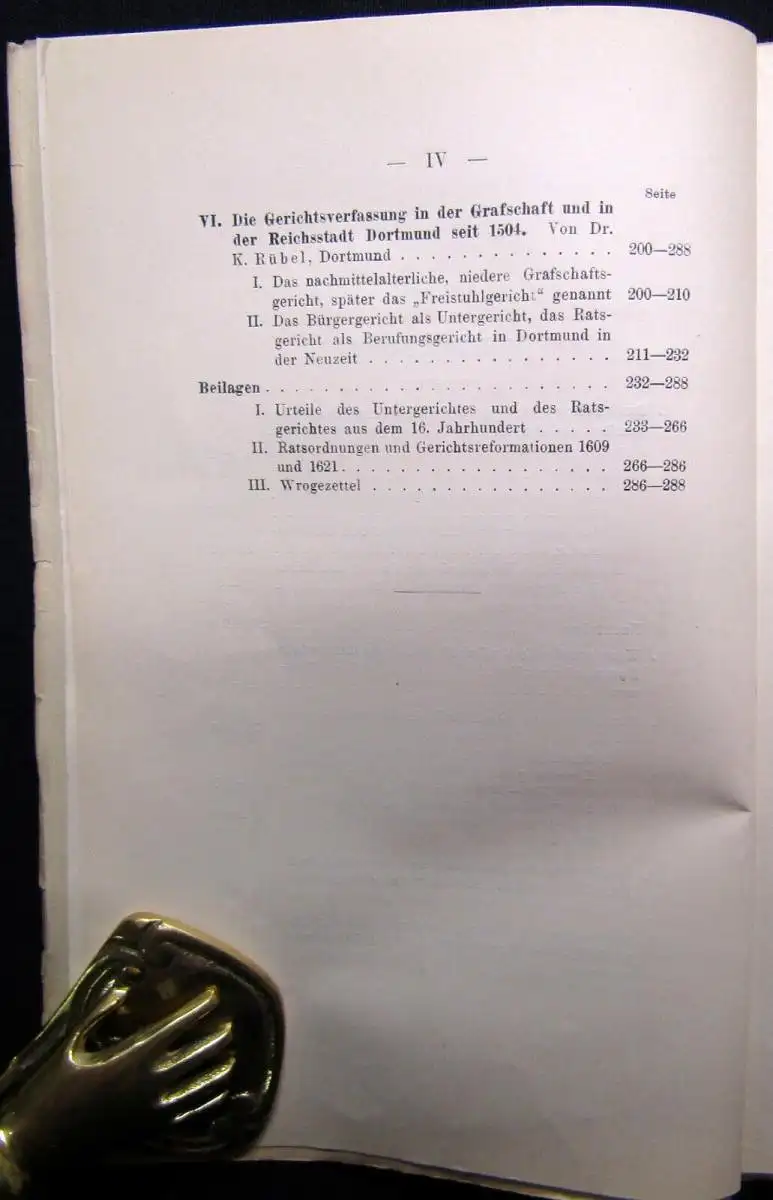 — IV —
Seite
VI. Die Gerichtsverfassung in der Grafschaft und in
der Reichsstadt Dortmund seit 1504. Von Dr.
K. Rübel, Dortmund . . . . . . . . . . . . . . 200—288
I. Das nachmittelalterliche, niedere Grafschafts-
gericht, später das „Freistuhlgericht“ genannt 200—210
II. Das Bürgergericht als Untergericht, das Rats-
gericht als Berufungsgericht in Dortmund in
der Neuzeit . . . . . . . . . . . . . . . . 211—232
Beilagen . . . . . . . . . . . . . . . . . . . . . . . 232—288
I. Urteile des Untergerichtes und des Rats-
gerichtes aus dem 16. Jahrhundert . . . . . 233—266
II. Ratsordnungen und Gerichtsreformationen 1609
und 1621 . . . . . . . . . . . . . . . . . . 266—286
III. Wrogezettel . . . . . . . . . . . . . . . . 286—288